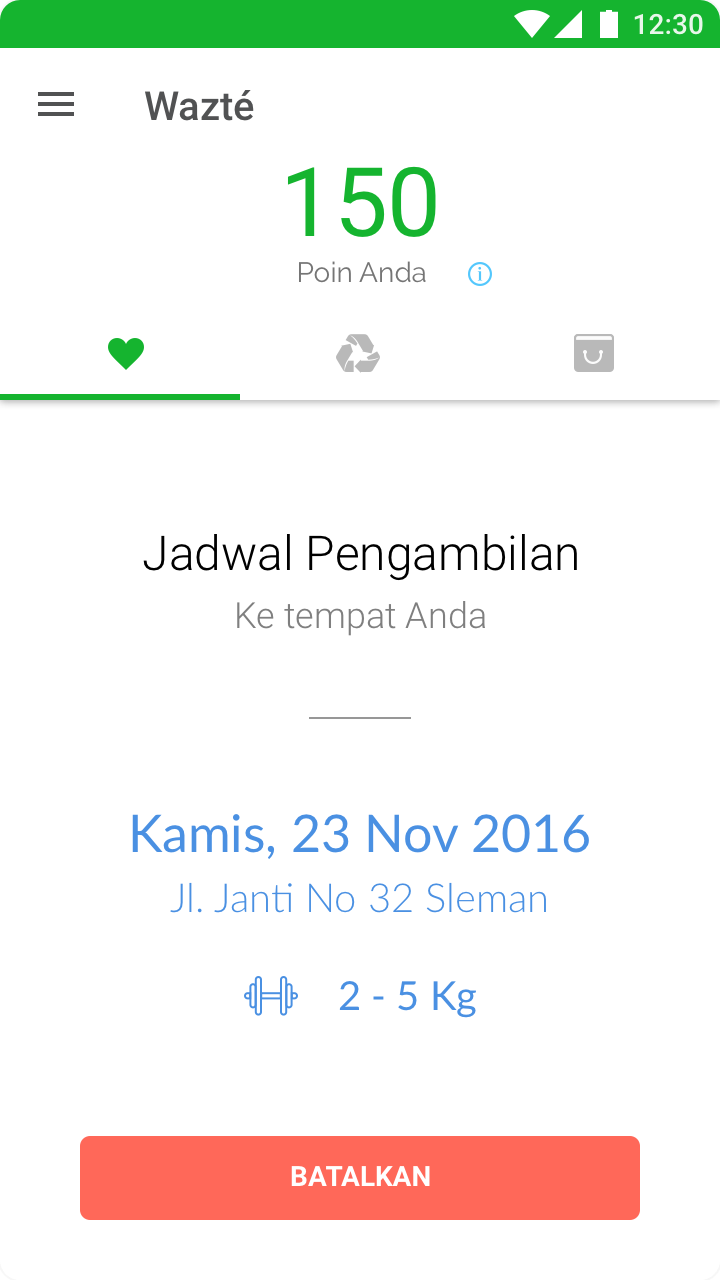 12:30
Wazté
150
Poin Anda
Jadwal Pengambilan
Ke tempat Anda
Kamis, 23 Nov 2016
Jl. Janti No 32 Sleman
2 - 5 Kg
BATALKAN